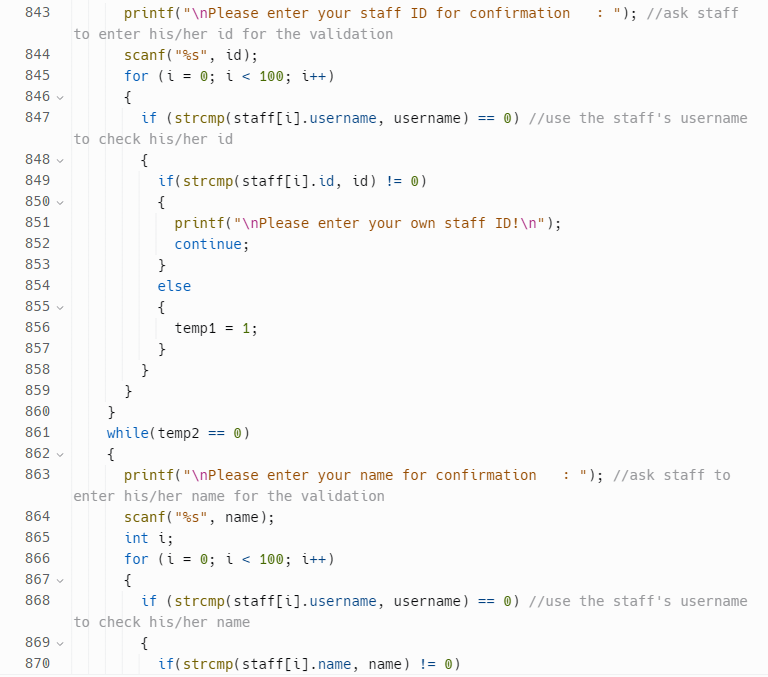 843 printf("\nPlease enter your staff ID for confirmation   : "); //ask staff
to enter his/her id for the validation
844 scanf("%s", id);
845 for (i = 0; i < 100; i++)
846 {
847 if (strcmp(staff[i].username, username) == 0) //use the staff's username
to check his/her id
848 {
849 if(strcmp(staff[i].id, id) != 0)
850 {
851 printf("\nPlease enter your own staff ID!\n");
852 continue;
853 }
854 else
855 {
856 temp1 = 1;
857 }
858 }
859 }
860 }
861 while(temp2 == 0)
862 {
863 printf("\nPlease enter your name for confirmation   : "); //ask staff to
enter his/her name for the validation
864 scanf("%s", name);
865 int i;
866 for (i = 0; i < 100; i++)
867 {
868 if (strcmp(staff[i].username, username) == 0) //use the staff's username
to check his/her name
869 {
870 if(strcmp(staff[i].name, name) != 0)